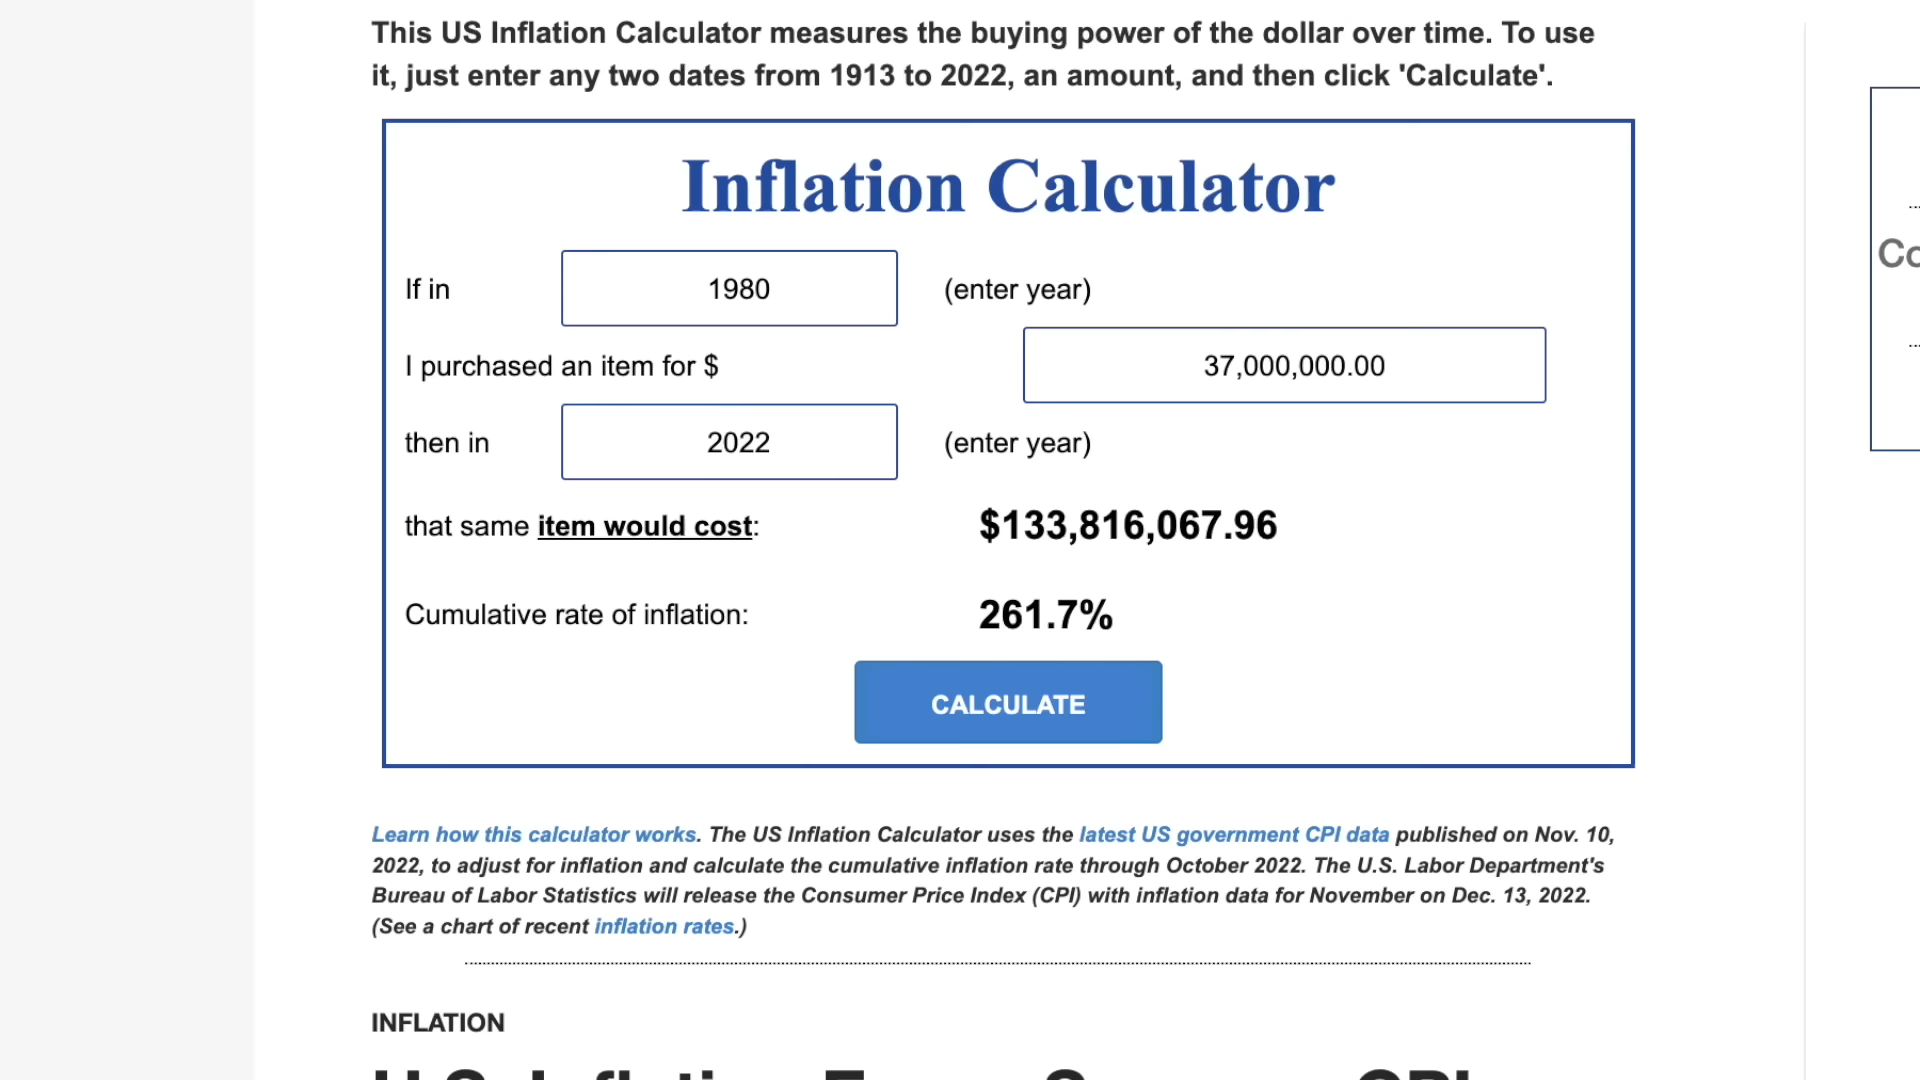 This US Inflation Calculator measures the buying power of the dollar over time. To use
it, just enter any two dates from 1913 to 2022, an amount, and then click 'Calculate'.
Inflation Calculator
If in 1980 (enter year)
I purchased an item for $ 37,000,000.00
then in 2022 (enter year)
that same item would cost: $133,816,067.96
Cumulative rate of inflation: 261.7%
CALCULATE
Learn how this calculator works. The US Inflation Calculator uses the latest US government CPI data published on Nov. 10,
2022, to adjust for inflation and calculate the cumulative inflation rate through October 2022. The U.S. Labor Department's
Bureau of Labor Statistics will release the Consumer Price Index (CPI) with inflation data for November on Dec. 13, 2022.
(See a chart of recent inflation rates.)
INFLATION